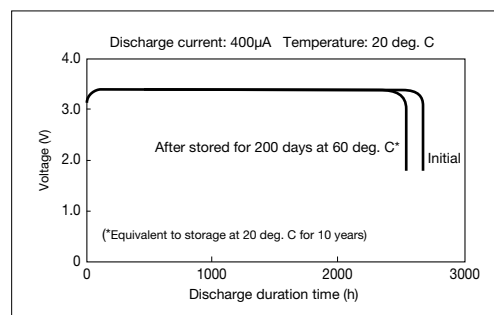 Discharge current: 400µA Temperature: 20 deg. C
4.0
3.0
2.0
1.0
0
Voltage (V)
After stored for 200 days at 60 deg. C*
Initial
(*Equivalent to storage at 20 deg. C for 10 years)
0 1000 2000 3000
Discharge duration time (h)